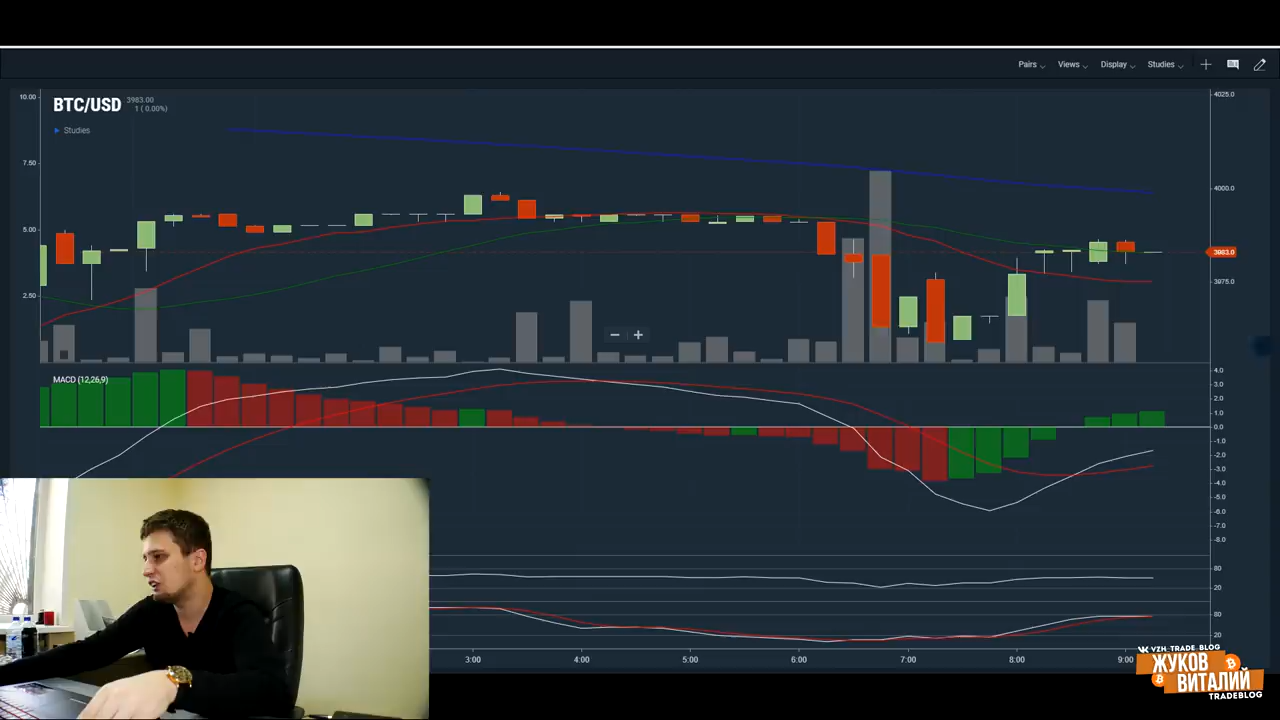 Pairs Views Display Studies
10.00
7.50
5.00
2.50
BTC/USD 3983.00
1 ( 0.00%)
Studies
4025.0
4000.0
3983.0
3975.0
MACD (12,26,9)
4.0
3.0
2.0
1.0
0.0
-1.0
-2.0
-3.0
-4.0
-5.0
-6.0
-7.0
-8.0
80
20
80
20
3:00 4:00 5:00 6:00 7:00 8:00 9:00
VZH_TRADE_BLOG
ЖУКОВ
ВИТАЛИЙ
TRADEBLOG